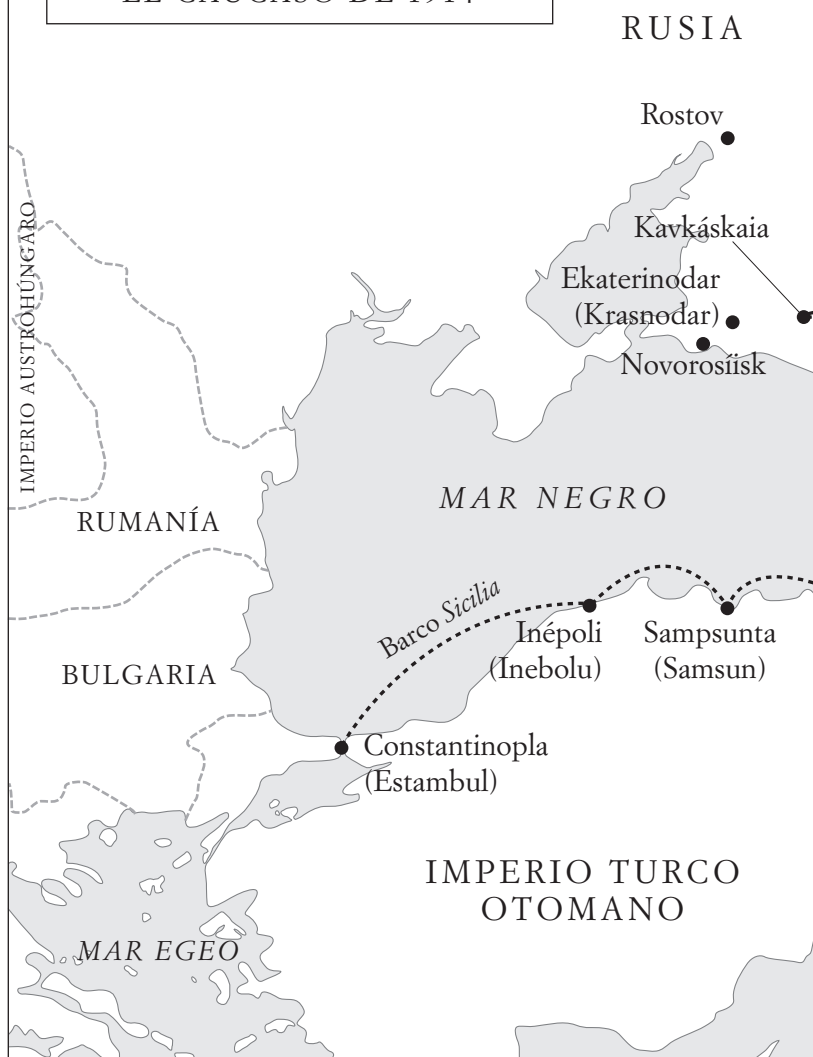 EL CÁUCASO DE 1914
RUSIA
Rostov
Kavkáskaia
Ekaterinodar
(Krasnodar)
Novorosíisk
IMPERIO AUSTROHÚNGARO
MAR NEGRO
RUMANÍA
Barco Sicilia
Inépoli
(Inebolu)
Sampsunta
(Samsun)
BULGARIA
Constantinopla
(Estambul)
IMPERIO TURCO
OTOMANO
MAR EGEO